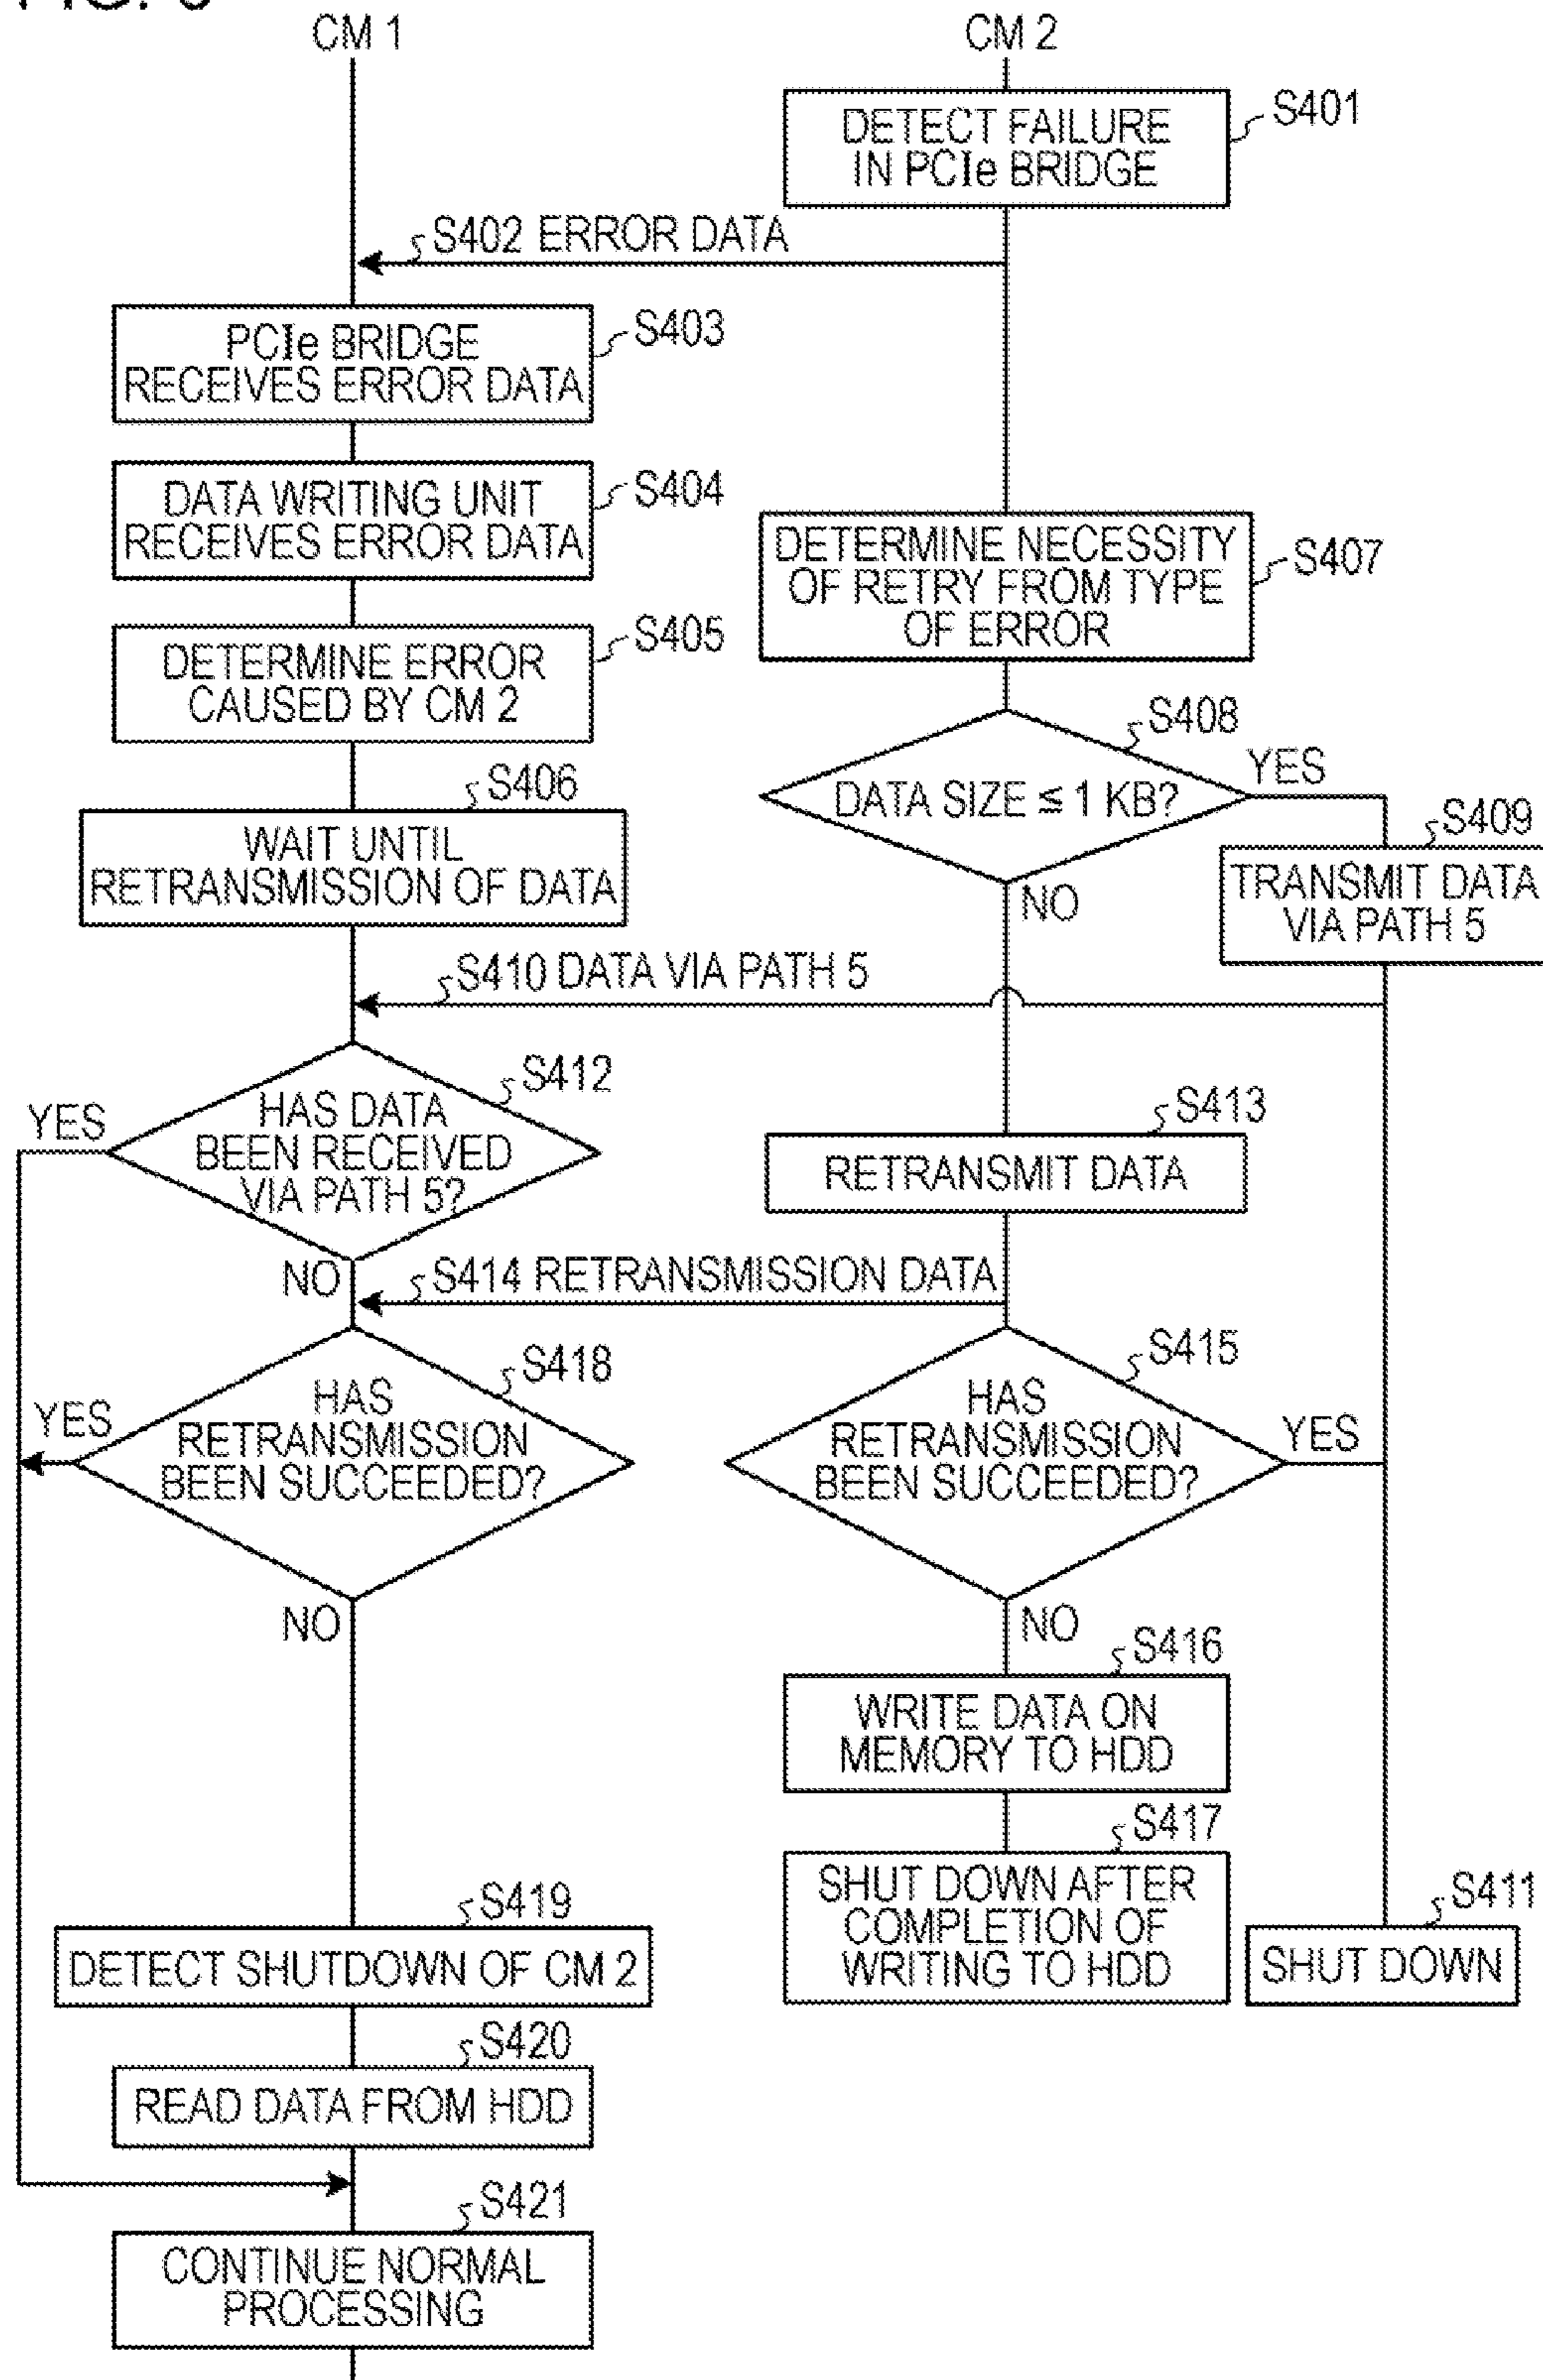 CM 1
CM 2
DETECT FAILURE
IN PCIe BRIDGE
S401
S402 ERROR DATA
PCIe BRIDGE
RECEIVES ERROR DATA
S403
DATA WRITING UNIT
RECEIVES ERROR DATA
S404
DETERMINE NECESSITY
OF RETRY FROM TYPE
OF ERROR
S407
DETERMINE ERROR
CAUSED BY CM 2
S405
S408
DATA SIZE ≦ 1 KB?
YES
NO
S406
WAIT UNTIL
RETRANSMISSION OF DATA
S409
TRANSMIT DATA
VIA PATH 5
S410 DATA VIA PATH 5
S412
HAS DATA
BEEN RECEIVED
VIA PATH 5?
YES
NO
S413
RETRANSMIT DATA
S414 RETRANSMISSION DATA
S418
HAS
RETRANSMISSION
BEEN SUCCEEDED?
YES
NO
S415
HAS
RETRANSMISSION
BEEN SUCCEEDED?
YES
NO
S416
WRITE DATA ON
MEMORY TO HDD
S417
SHUT DOWN AFTER
COMPLETION OF
WRITING TO HDD
S411
SHUT DOWN
S419
DETECT SHUTDOWN OF CM 2
S420
READ DATA FROM HDD
S421
CONTINUE NORMAL
PROCESSING